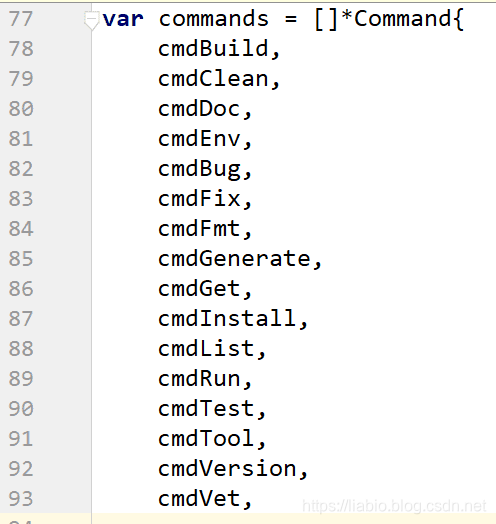 77 var commands = []*Command{
78 cmdBuild,
79 cmdClean,
80 cmdDoc,
81 cmdEnv,
82 cmdBug,
83 cmdFix,
84 cmdFmt,
85 cmdGenerate,
86 cmdGet,
87 cmdInstall,
88 cmdList,
89 cmdRun,
90 cmdTest,
91 cmdTool,
92 cmdVersion,
93 cmdVet,
https://liabio.blog.csdn.net